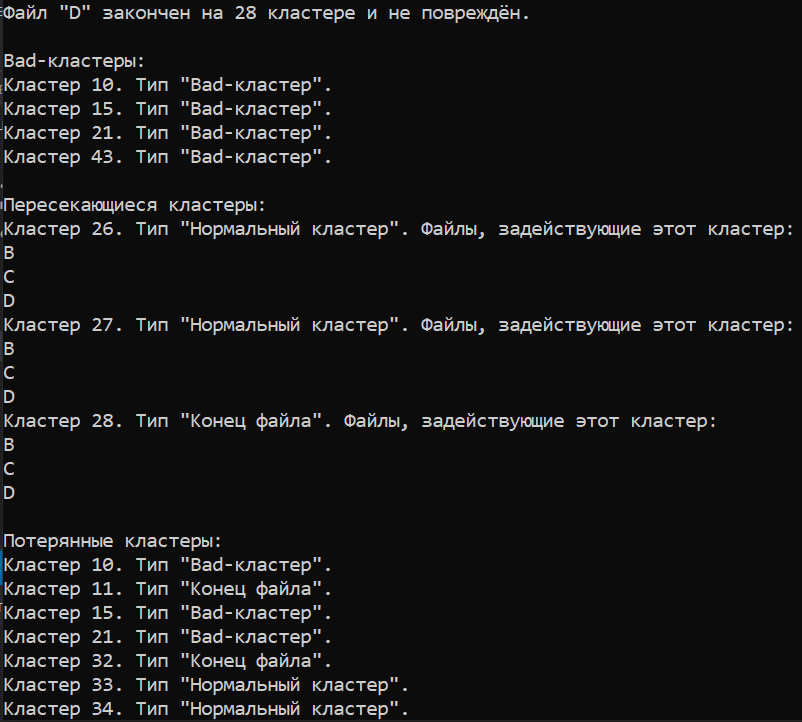 Файл "D" закончен на 28 кластере и не повреждён.
Bad-кластеры:
Кластер 10. Тип "Bad-кластер".
Кластер 15. Тип "Bad-кластер".
Кластер 21. Тип "Bad-кластер".
Кластер 43. Тип "Bad-кластер".
Пересекающиеся кластеры:
Кластер 26. Тип "Нормальный кластер". Файлы, задействующие этот кластер:
B
C
D
Кластер 27. Тип "Нормальный кластер". Файлы, задействующие этот кластер:
B
C
D
Кластер 28. Тип "Конец файла". Файлы, задействующие этот кластер:
B
C
D
Потерянные кластеры:
Кластер 10. Тип "Bad-кластер".
Кластер 11. Тип "Конец файла".
Кластер 15. Тип "Bad-кластер".
Кластер 21. Тип "Bad-кластер".
Кластер 32. Тип "Конец файла".
Кластер 33. Тип "Нормальный кластер".
Кластер 34. Тип "Нормальный кластер".